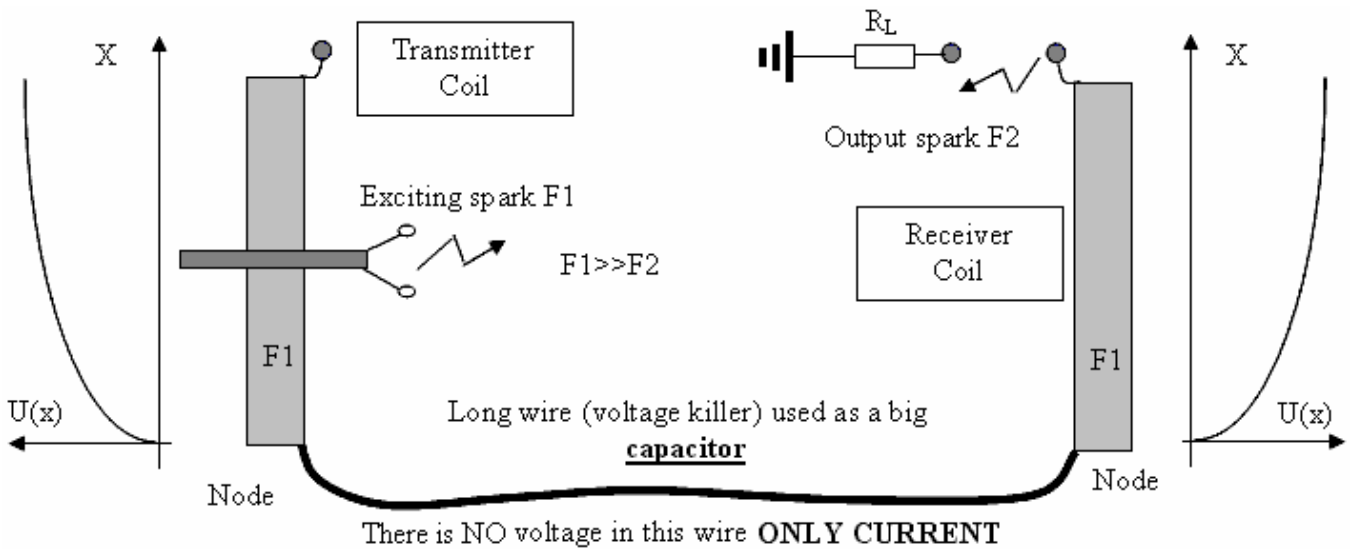 X
Transmitter
Coil
R_L
X
Output spark F2
Exciting spark F1
F1>>F2
Receiver
Coil
F1
F1
U(x)
Long wire (voltage killer) used as a big
capacitor
U(x)
Node
Node
There is NO voltage in this wire ONLY CURRENT